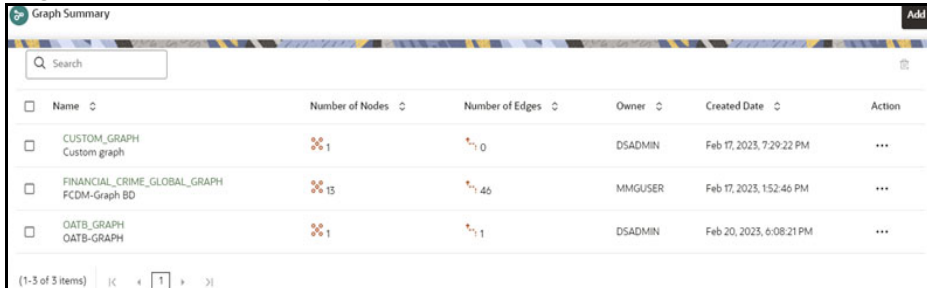 Graph Summary
Add
Search
Name Number of Nodes Number of Edges Owner Created Date Action
CUSTOM_GRAPH 1 0 DSADMIN Feb 17, 2023, 7:29:22 PM ...
Custom graph
FINANCIAL_CRIME_GLOBAL_GRAPH 13 46 MMGUSER Feb 17, 2023, 1:52:46 PM ...
FCDM-Graph BD
OATB_GRAPH 1 1 DSADMIN Feb 20, 2023, 6:08:21 PM ...
OATB-GRAPH
(1-3 of 3 items) 1